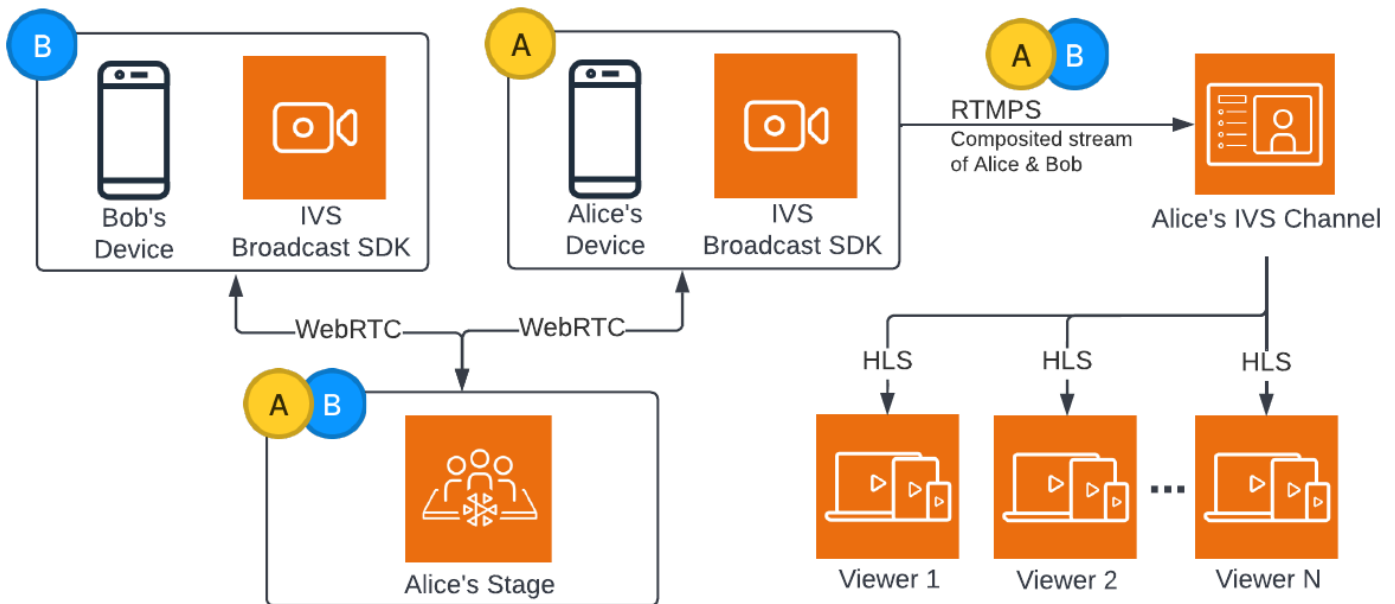 B
A
A B
Bob's
Device
IVS
Broadcast SDK
Alice's
Device
IVS
Broadcast SDK
RTMPS
Composited stream
of Alice & Bob
Alice's IVS Channel
WebRTC
WebRTC
HLS
HLS
HLS
A B
Alice's Stage
Viewer 1
Viewer 2
...
Viewer N